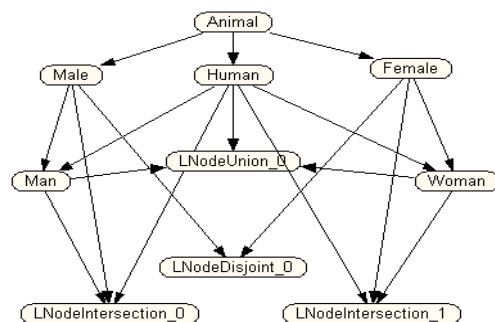 Animal
Male
Human
Female
LNodeUnion_0
Man
Woman
LNodeDisjoint_0
LNodeIntersection_0
LNodeIntersection_1